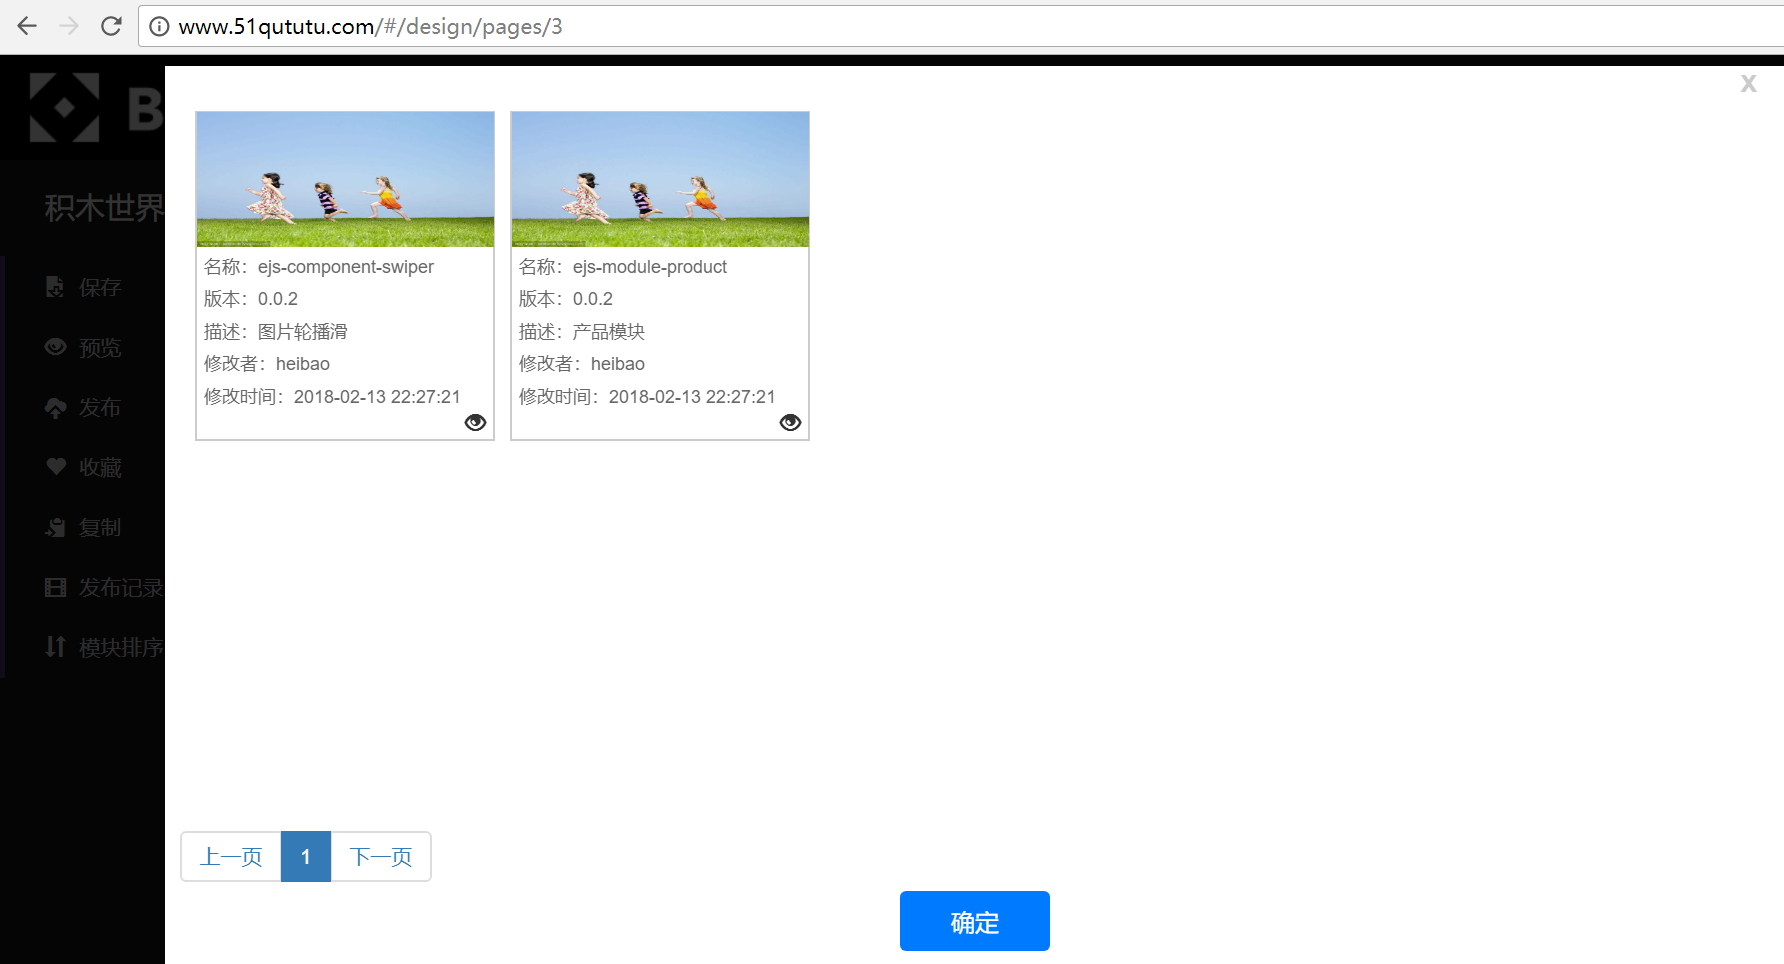 www.51qututu.com/#/design/pages/3
B
x
积木世界
保存
预览
发布
收藏
复制
发布记录
模块排序
名称：ejs-component-swiper
版本：0.0.2
描述：图片轮播滑
修改者：heibao
修改时间：2018-02-13 22:27:21
名称：ejs-module-product
版本：0.0.2
描述：产品模块
修改者：heibao
修改时间：2018-02-13 22:27:21
上一页 1 下一页
确定